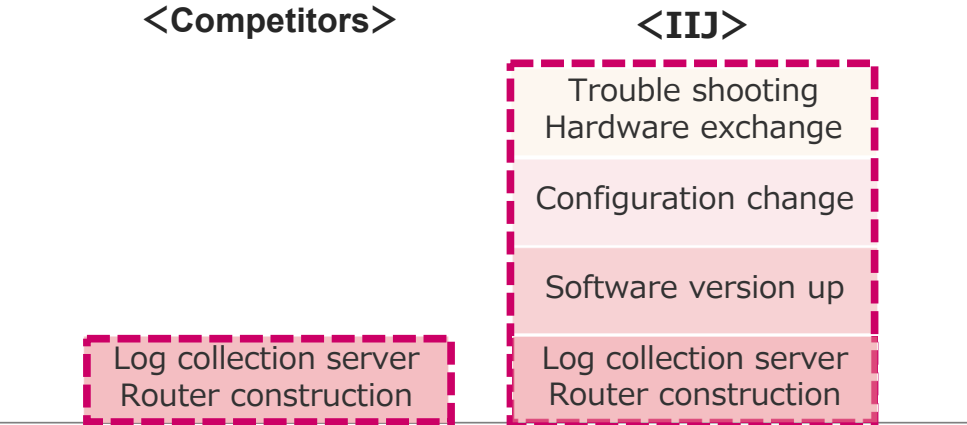 <Competitors>
<IIJ>
Trouble shooting
Hardware exchange
Configuration change
Software version up
Log collection server
Router construction
Log collection server
Router construction